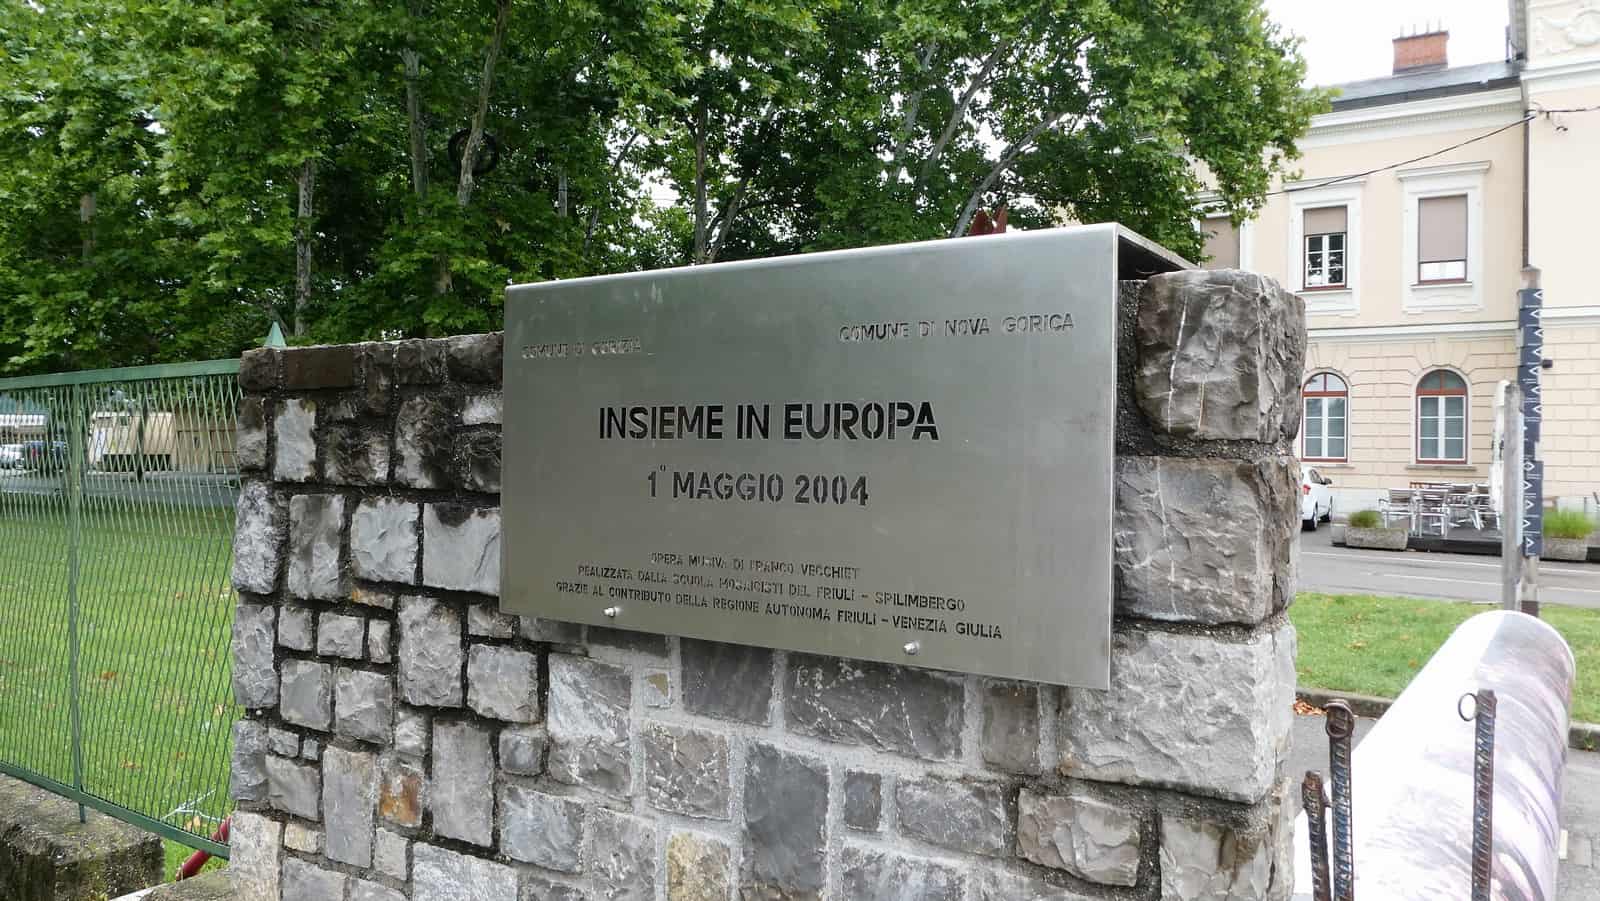 COMUNE DI GORIZIA
COMUNE DI NOVA GORICA
INSIEME IN EUROPA
1° MAGGIO 2004
OPERA MUSIVA DI FRANCO VECCHIET
REALIZZATA DALLA SCUOLA MOSAICISTI DEL FRIULI - SPILIMBERGO
GRAZIE AL CONTRIBUTO DELLA REGIONE AUTONOMA FRIULI - VENEZIA GIULIA